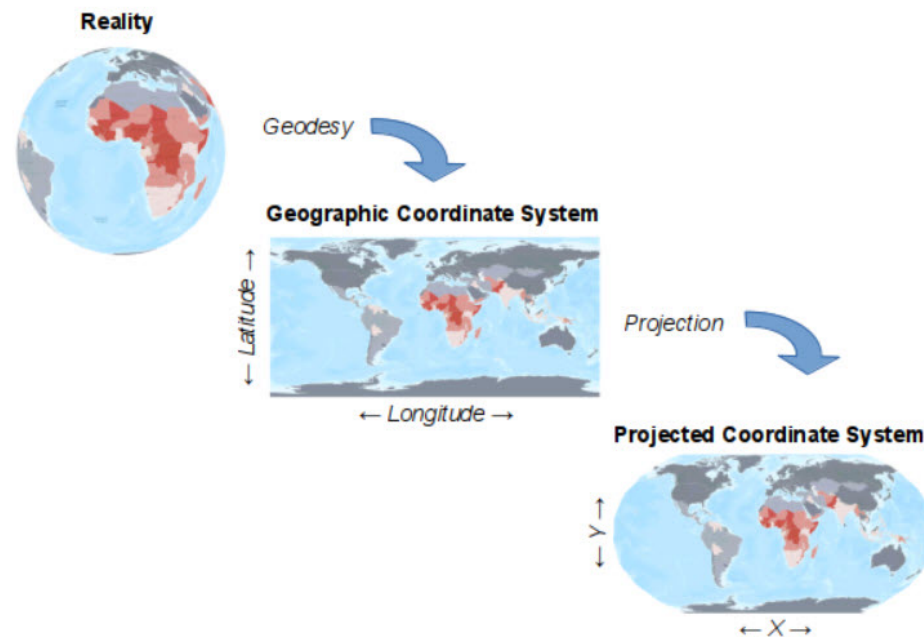 Reality
Geodesy
Geographic Coordinate System
← Latitude →
← Longitude →
Projection
Projected Coordinate System
← Y →
← X →